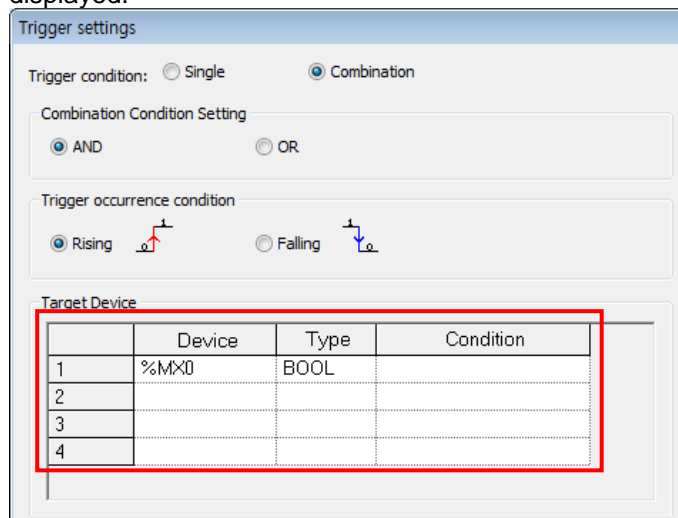 displayed.
Trigger settings
Trigger condition: Single Combination
Combination Condition Setting
AND OR
Trigger occurrence condition
Rising 0 1 Falling 1 0
Target Device
Device Type Condition
1 %MX0 BOOL
2
3
4